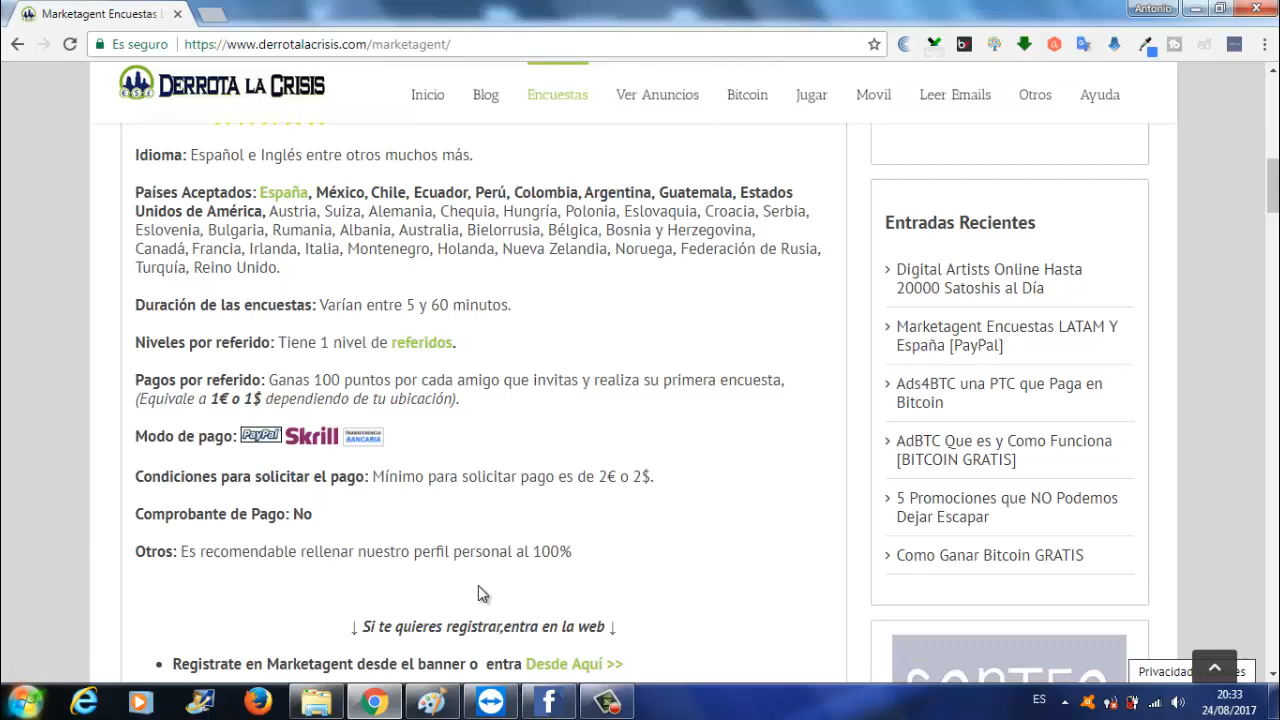 Marketagent Encuestas
Antonio
Es seguro
https://www.derrotalacrisis.com/marketagent/
DERROTA LA CRISIS
Inicio
Blog
Encuestas
Ver Anuncios
Bitcoin
Jugar
Movil
Leer Emails
Otros
Ayuda
Idioma: Español e Inglés entre otros muchos más.
Países Aceptados: España, México, Chile, Ecuador, Perú, Colombia, Argentina, Guatemala, Estados
Unidos de América, Austria, Suiza, Alemania, Chequia, Hungría, Polonia, Eslovaquia, Croacia, Serbia,
Eslovenia, Bulgaria, Rumania, Albania, Australia, Bielorrusia, Bélgica, Bosnia y Herzegovina,
Canadá, Francia, Irlanda, Italia, Montenegro, Holanda, Nueva Zelandia, Noruega, Federación de Rusia,
Turquía, Reino Unido.
Duración de las encuestas: Varían entre 5 y 60 minutos.
Niveles por referido: Tiene 1 nivel de referidos.
Pagos por referido: Ganas 100 puntos por cada amigo que invitas y realiza su primera encuesta,
(Equivale a 1€ o 1$ dependiendo de tu ubicación).
Modo de pago: PayPal Skrill TRANSFERENCIA BANCARIA
Condiciones para solicitar el pago: Mínimo para solicitar pago es de 2€ o 2$.
Comprobante de Pago: No
Otros: Es recomendable rellenar nuestro perfil personal al 100%
↓ Si te quieres registrar,entra en la web ↓
• Registrate en Marketagent desde el banner o entra Desde Aquí >>
Entradas Recientes
Digital Artists Online Hasta
20000 Satoshis al Día
Marketagent Encuestas LATAM Y
España [PayPal]
Ads4BTC una PTC que Paga en
Bitcoin
AdBTC Que es y Como Funciona
[BITCOIN GRATIS]
5 Promociones que NO Podemos
Dejar Escapar
Como Ganar Bitcoin GRATIS
ES
20:33
24/08/2017